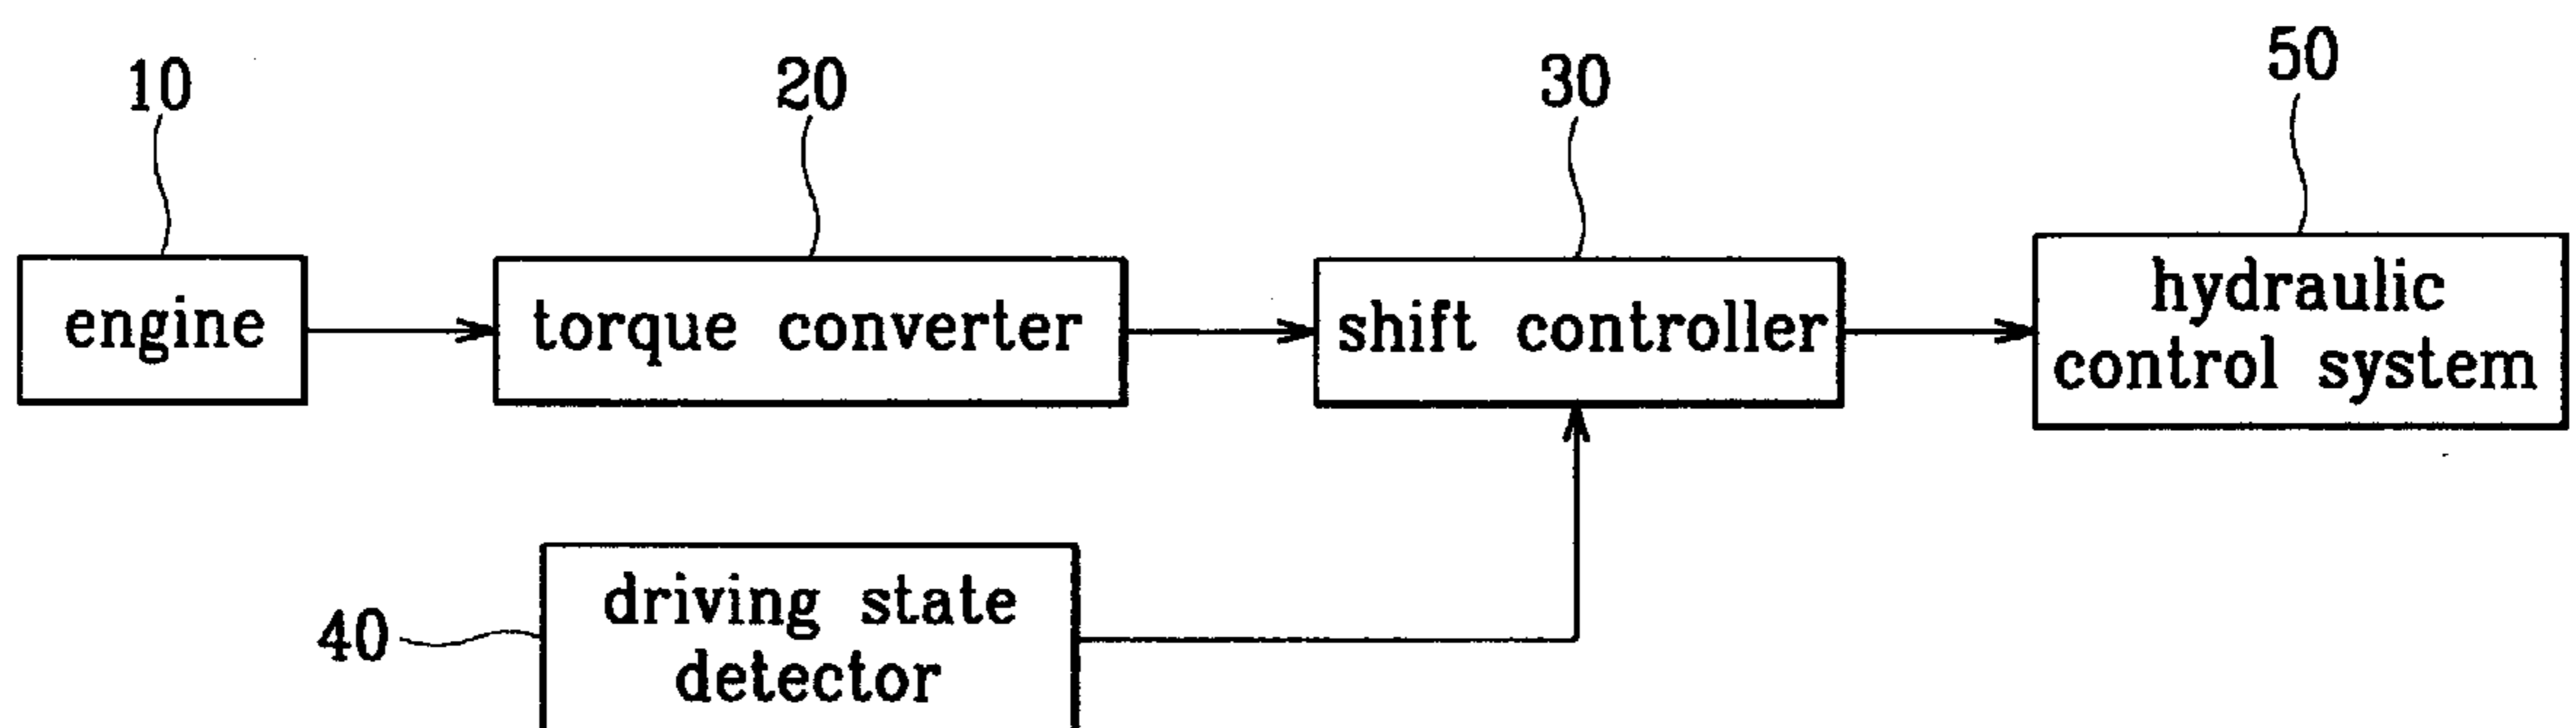 10
20
30
50
engine
torque converter
shift controller
hydraulic
control system
40
driving state
detector